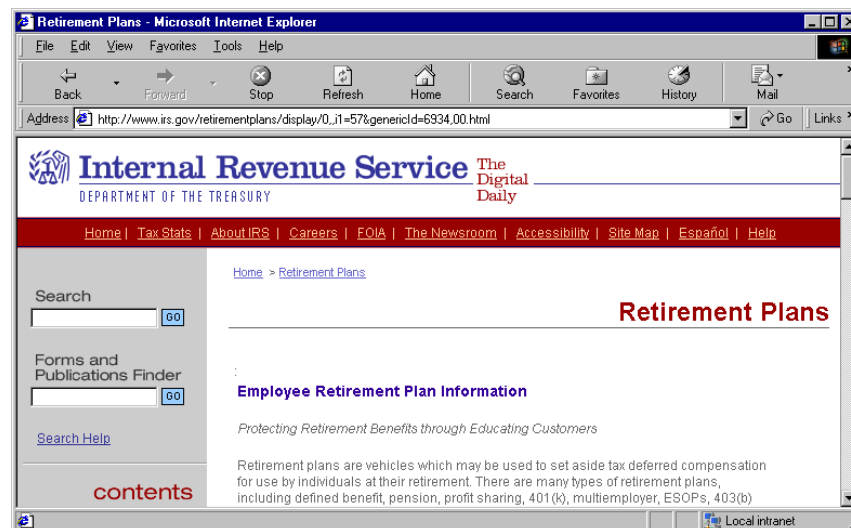 Retirement Plans - Microsoft Internet Explorer
File Edit View Favorites Tools Help
Back Forward Stop Refresh Home Search Favorites History Mail
Address http://www.irs.gov/retirementplans/display/0,,i1=57&genericId=6934,00.html Go Links
Internal Revenue Service The
Digital
Daily
DEPARTMENT OF THE TREASURY
Home | Tax Stats | About IRS | Careers | FOIA | The Newsroom | Accessibility | Site Map | Español | Help
Home > Retirement Plans
Search
GO
Retirement Plans
Forms and
Publications Finder
GO
Search Help
contents
:
Employee Retirement Plan Information
Protecting Retirement Benefits through Educating Customers
Retirement plans are vehicles which may be used to set aside tax deferred compensation
for use by individuals at their retirement. There are many types of retirement plans,
including defined benefit, pension, profit sharing, 401(k), multiemployer, ESOPs, 403(b)
Local intranet